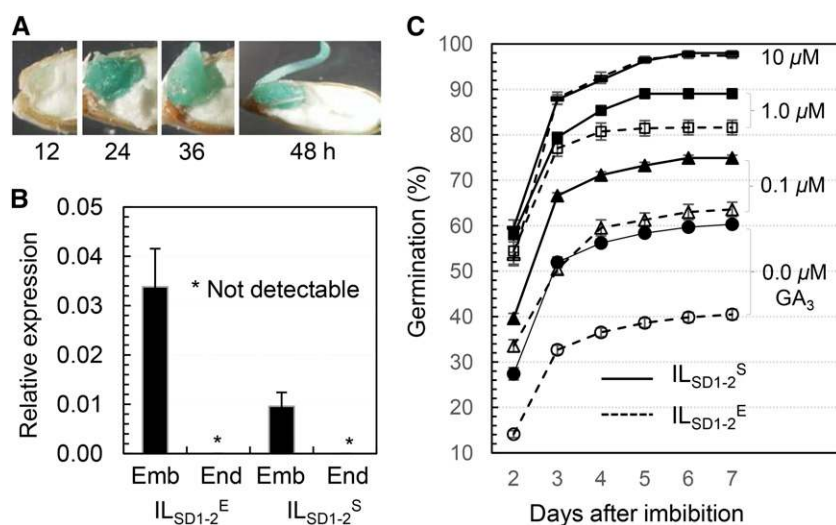 A
12 24 36 48 h
B
Relative expression
0.05
0.04
0.03
0.02
0.01
0.00
* Not detectable
* *
Emb End Emb End
IL_SD1-2^E IL_SD1-2^S
C
Germination (%)
100
90
80
70
60
50
40
30
20
10
10 µM
1.0 µM
0.1 µM
0.0 µM
GA₃
IL_SD1-2^S
IL_SD1-2^E
2 3 4 5 6 7
Days after imbibition